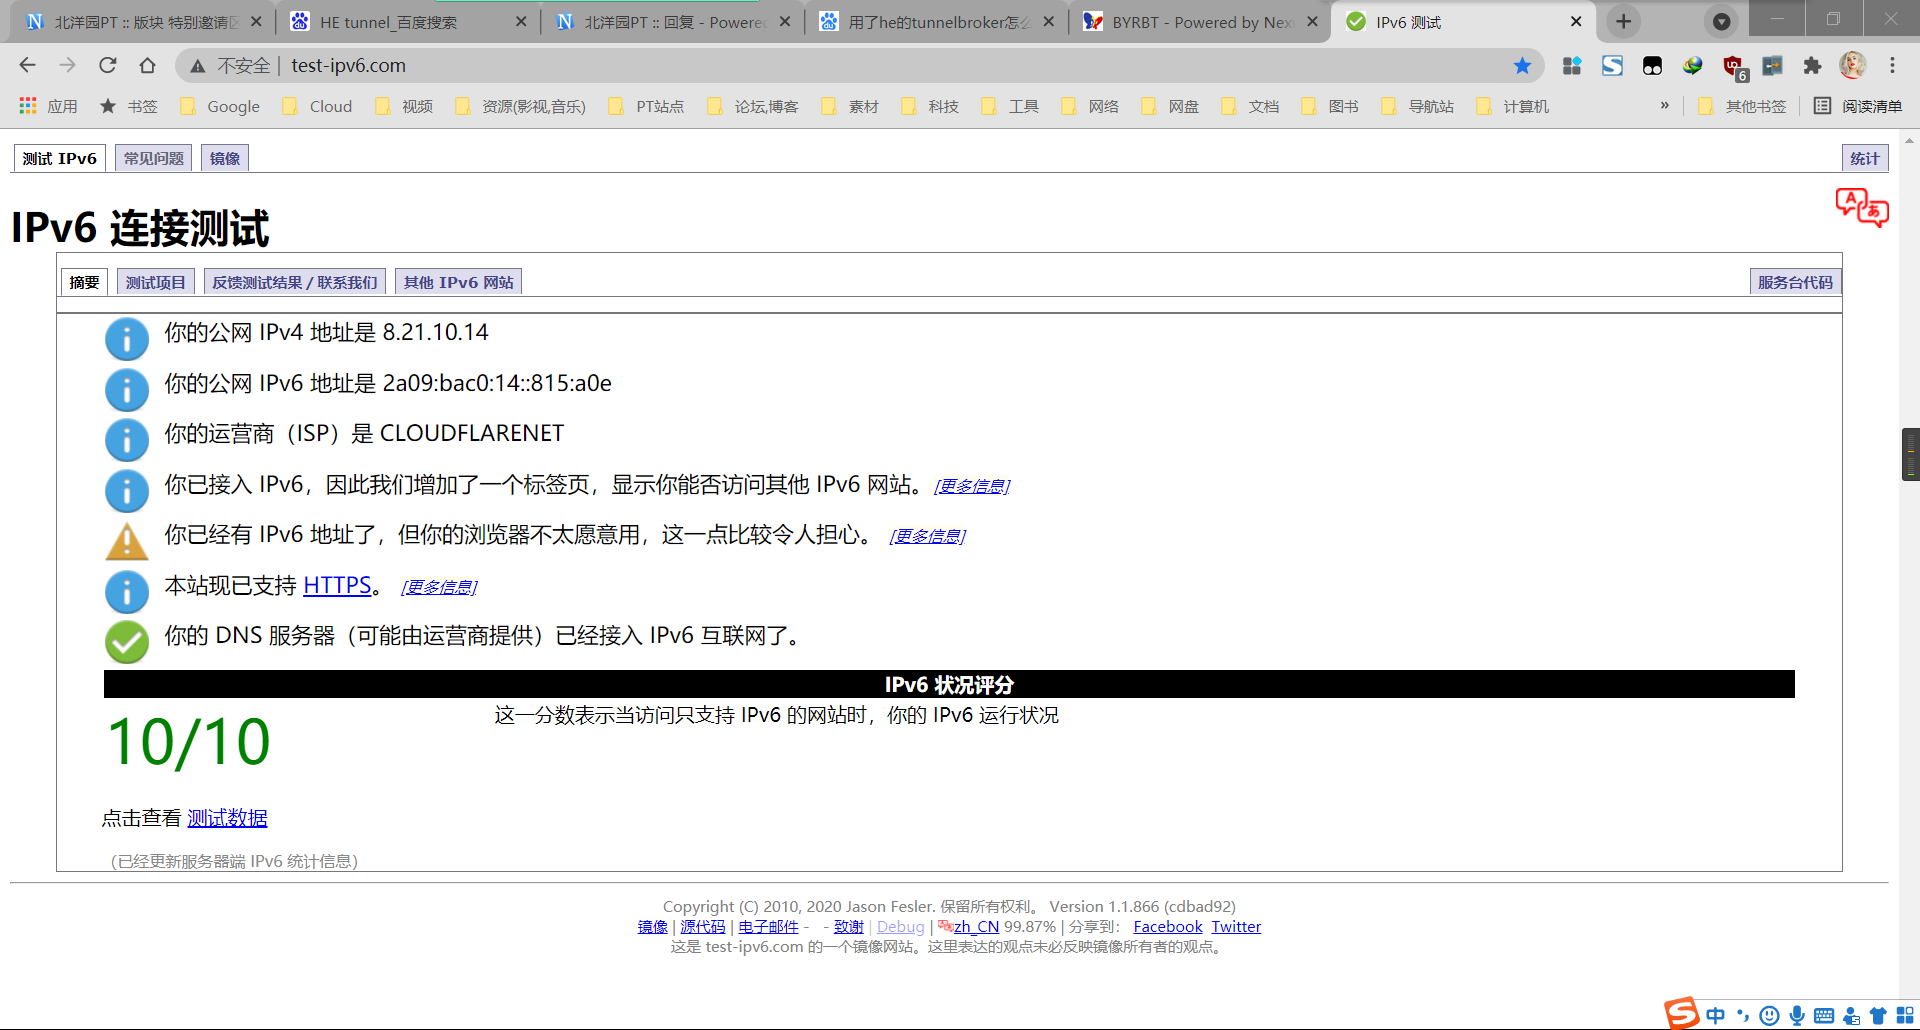 北洋园PT :: 版块 特别邀请区
HE tunnel_百度搜索
北洋园PT :: 回复 - Powered
用了he的tunnelbroker怎么
BYRBT - Powered by Nexu
IPv6 测试
不安全 | test-ipv6.com
6
应用 书签 Google Cloud 视频 资源(影视,音乐) PT站点 论坛,博客 素材 科技 工具 网络 网盘 文档 图书 导航站 计算机 » 其他书签 阅读清单
测试 IPv6 常见问题 镜像 统计
IPv6 连接测试
摘要 测试项目 反馈测试结果 / 联系我们 其他 IPv6 网站 服务台代码
你的公网 IPv4 地址是 8.21.10.14
你的公网 IPv6 地址是 2a09:bac0:14::815:a0e
你的运营商（ISP）是 CLOUDFLARENET
你已接入 IPv6，因此我们增加了一个标签页，显示你能否访问其他 IPv6 网站。 [更多信息]
你已经有 IPv6 地址了，但你的浏览器不太愿意用，这一点比较令人担心。 [更多信息]
本站现已支持 HTTPS。 [更多信息]
你的 DNS 服务器（可能由运营商提供）已经接入 IPv6 互联网了。
IPv6 状况评分
10/10 这一分数表示当访问只支持 IPv6 的网站时，你的 IPv6 运行状况
点击查看 测试数据
（已经更新服务器端 IPv6 统计信息）
Copyright (C) 2010, 2020 Jason Fesler. 保留所有权利。 Version 1.1.866 (cdbad92)
镜像 | 源代码 | 电子邮件 - - 致谢 | Debug | zh_CN 99.87% | 分享到： Facebook Twitter
这是 test-ipv6.com 的一个镜像网站。这里表达的观点未必反映镜像所有者的观点。
中